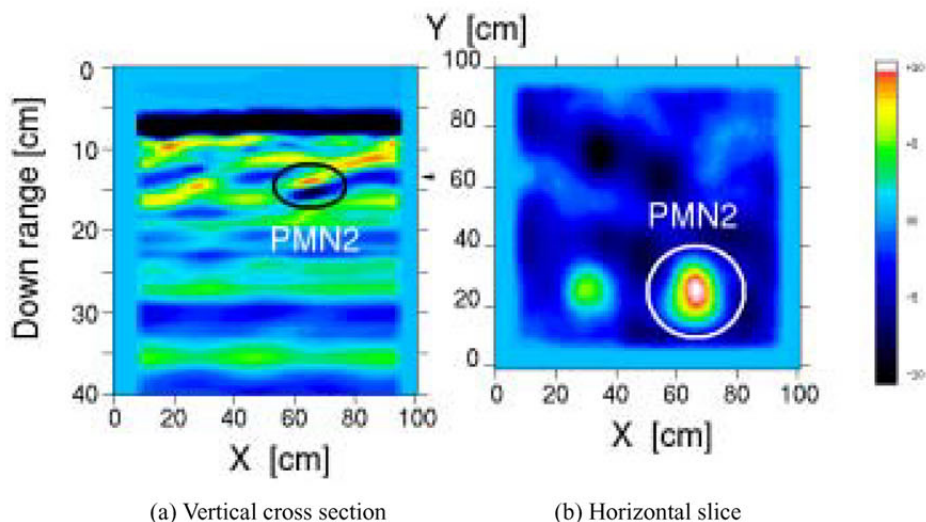 Y [cm]
0
10
20
30
40
Down range [cm]
PMN2
0 20 40 60 80 100
X [cm]
100
80
60
40
20
0
PMN2
0 20 40 60 80 100
X [cm]
(a) Vertical cross section
(b) Horizontal slice